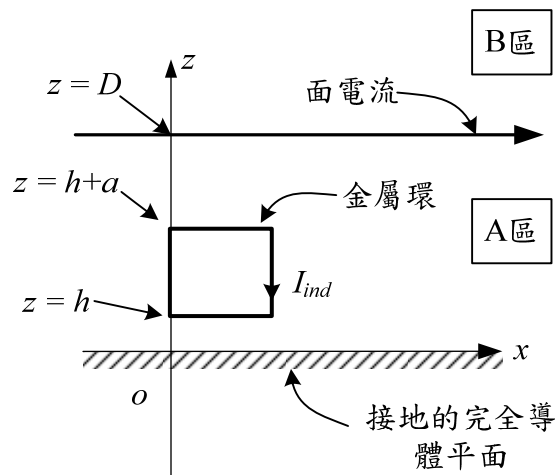 B區
z
z = D
面電流
z = h+a
金屬環
A區
I_ind
z = h
x
o
接地的完全導
體平面